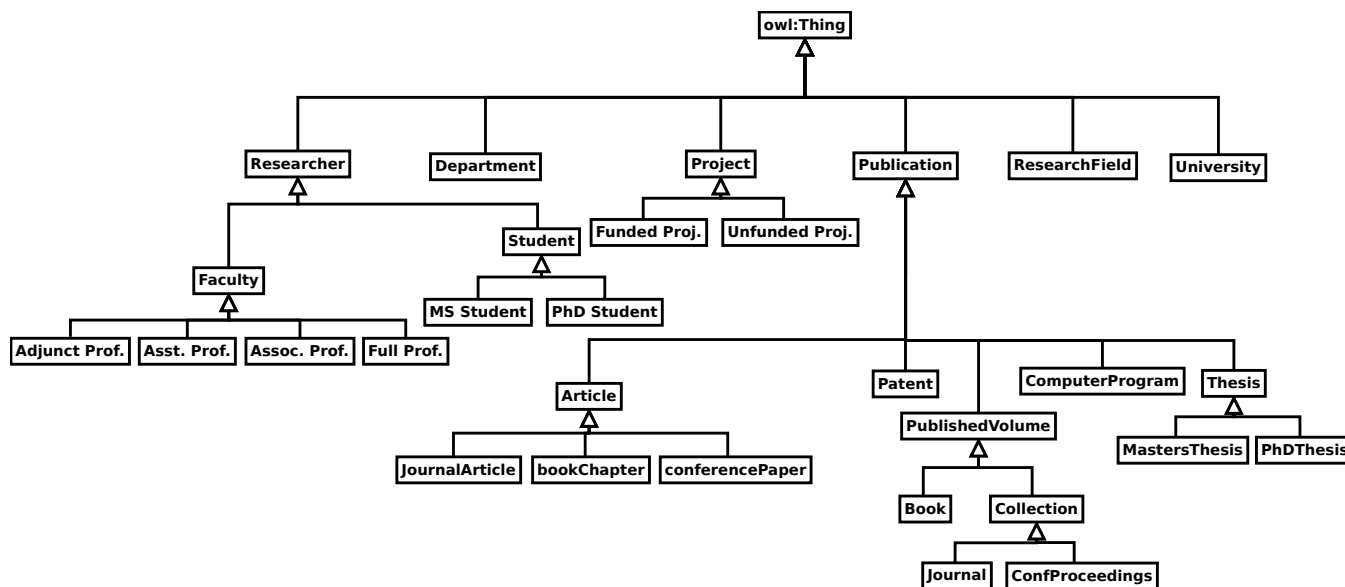 owl:Thing
Researcher
Department
Project
Publication
ResearchField
University
Funded Proj.
Unfunded Proj.
Student
Faculty
MS Student
PhD Student
Adjunct Prof.
Asst. Prof.
Assoc. Prof.
Full Prof.
Article
Patent
ComputerProgram
Thesis
PublishedVolume
JournalArticle
bookChapter
conferencePaper
MastersThesis
PhDThesis
Book
Collection
Journal
ConfProceedings